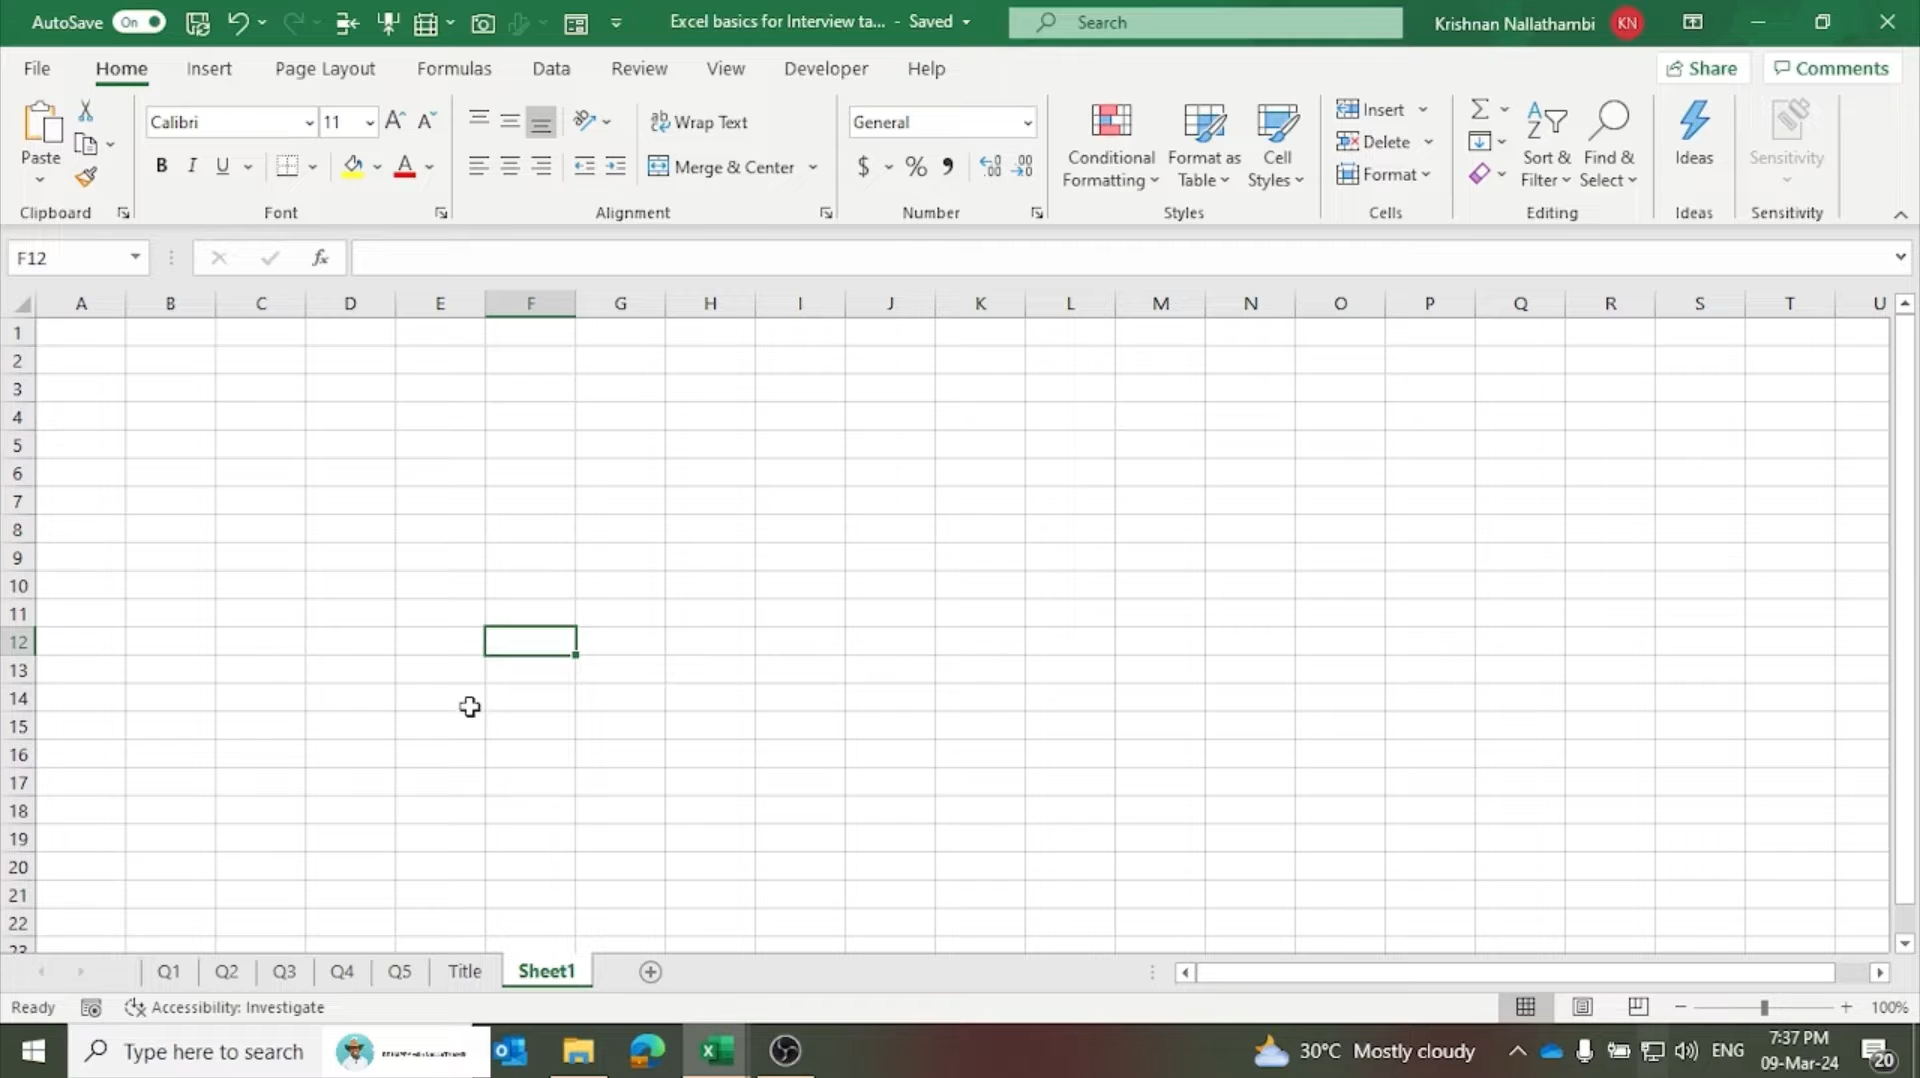 AutoSave On Excel basics for Interview ta... - Saved Search Krishnan Nallathambi KN
File Home Insert Page Layout Formulas Data Review View Developer Help Share Comments
Calibri 11 Wrap Text General Insert
Paste B I U Merge & Center $ % Conditional Formatting Format as Table Cell Styles Delete Format Sort & Filter Find & Select Ideas Sensitivity
Clipboard Font Alignment Number Styles Cells Editing Ideas Sensitivity
F12 fx
A B C D E F G H I J K L M N O P Q R S T U
1
2
3
4
5
6
7
8
9
10
11
12
13
14
15
16
17
18
19
20
21
22
23
Q1 Q2 Q3 Q4 Q5 Title Sheet1
Ready Accessibility: Investigate 100%
Type here to search 30°C Mostly cloudy ENG 7:37 PM
09-Mar-24 20